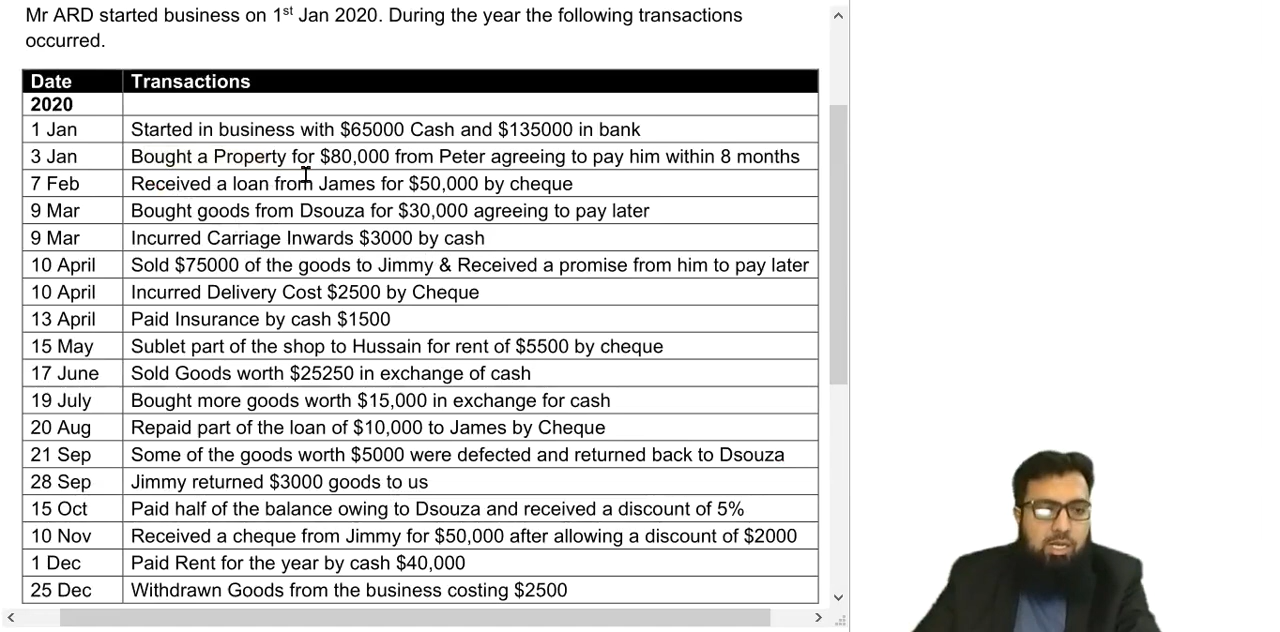 Mr ARD started business on 1st Jan 2020. During the year the following transactions
occurred.
Date Transactions
2020
1 Jan Started in business with $65000 Cash and $135000 in bank
3 Jan Bought a Property for $80,000 from Peter agreeing to pay him within 8 months
7 Feb Received a loan from James for $50,000 by cheque
9 Mar Bought goods from Dsouza for $30,000 agreeing to pay later
9 Mar Incurred Carriage Inwards $3000 by cash
10 April Sold $75000 of the goods to Jimmy & Received a promise from him to pay later
10 April Incurred Delivery Cost $2500 by Cheque
13 April Paid Insurance by cash $1500
15 May Sublet part of the shop to Hussain for rent of $5500 by cheque
17 June Sold Goods worth $25250 in exchange of cash
19 July Bought more goods worth $15,000 in exchange for cash
20 Aug Repaid part of the loan of $10,000 to James by Cheque
21 Sep Some of the goods worth $5000 were defected and returned back to Dsouza
28 Sep Jimmy returned $3000 goods to us
15 Oct Paid half of the balance owing to Dsouza and received a discount of 5%
10 Nov Received a cheque from Jimmy for $50,000 after allowing a discount of $2000
1 Dec Paid Rent for the year by cash $40,000
25 Dec Withdrawn Goods from the business costing $2500